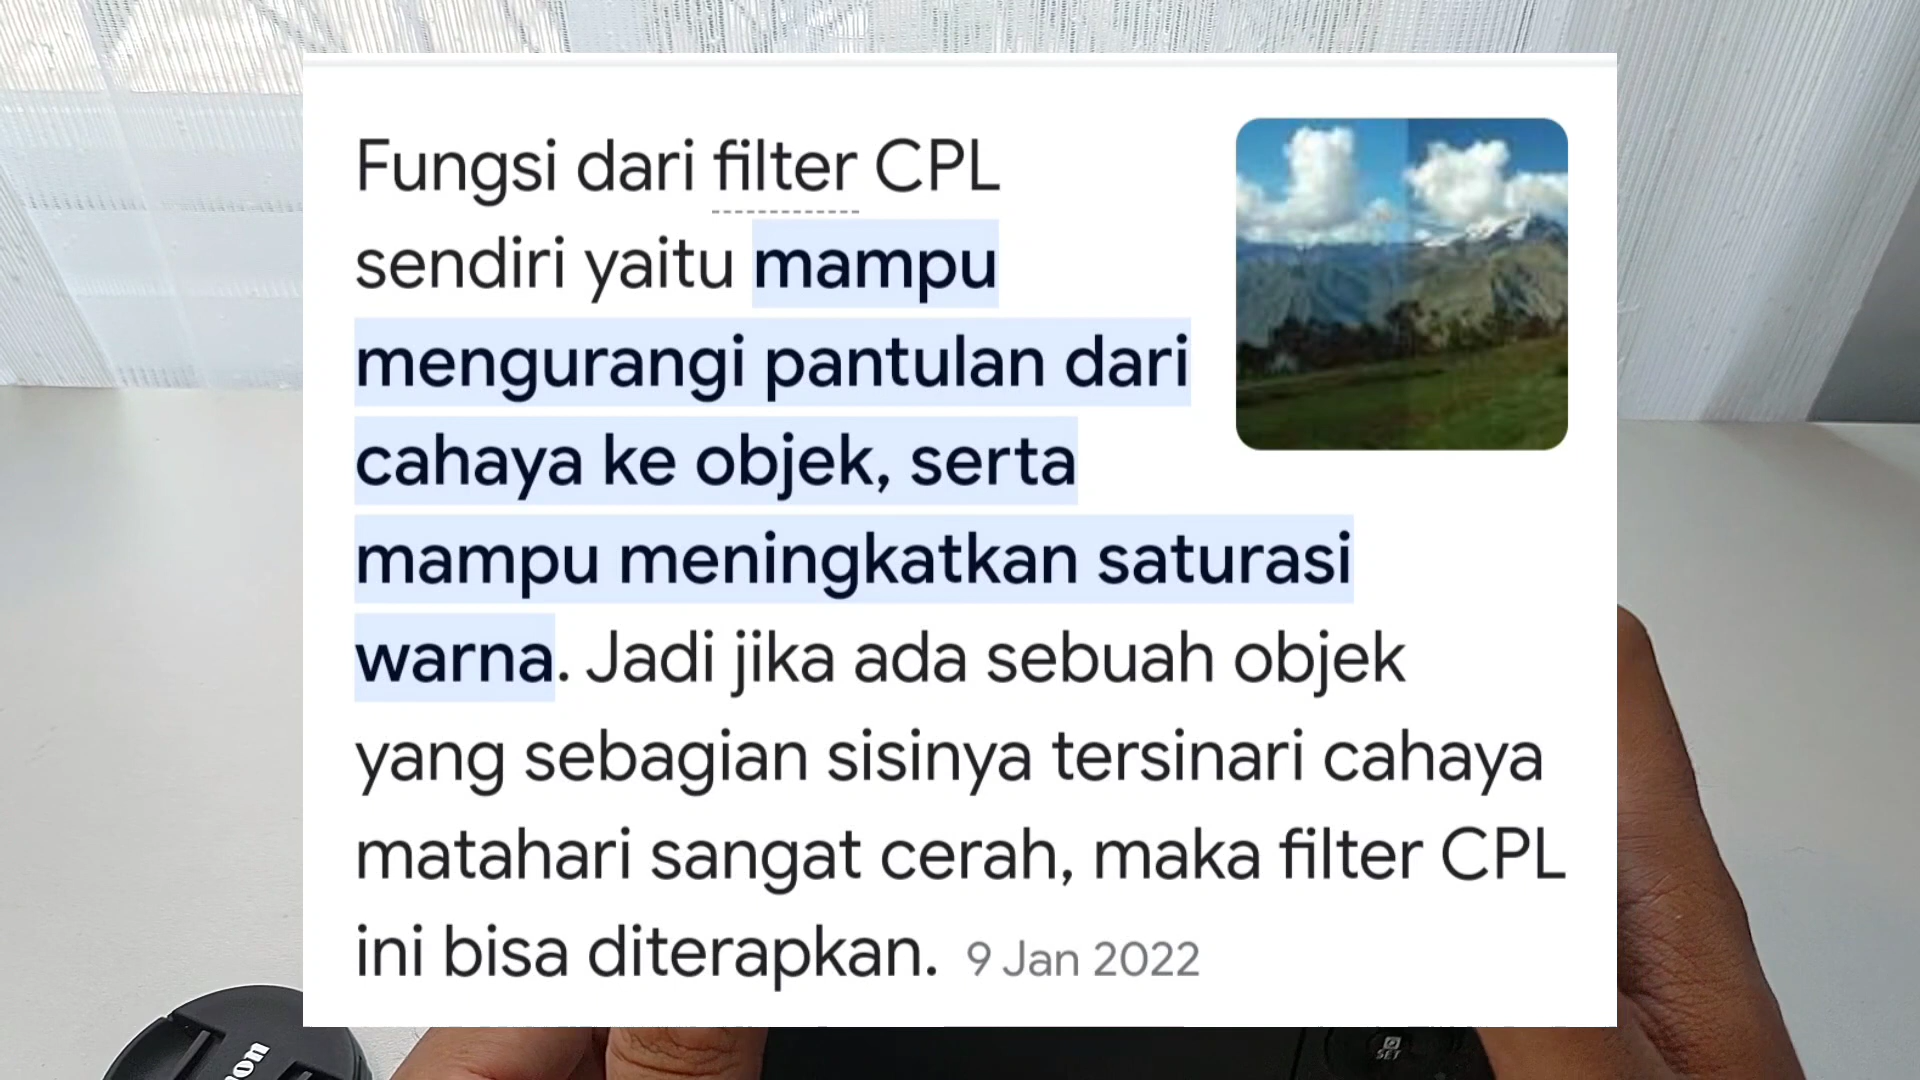 Fungsi dari filter CPL
sendiri yaitu mampu
mengurangi pantulan dari
cahaya ke objek, serta
mampu meningkatkan saturasi
warna. Jadi jika ada sebuah objek
yang sebagian sisinya tersinari cahaya
matahari sangat cerah, maka filter CPL
ini bisa diterapkan. 9 Jan 2022
SET